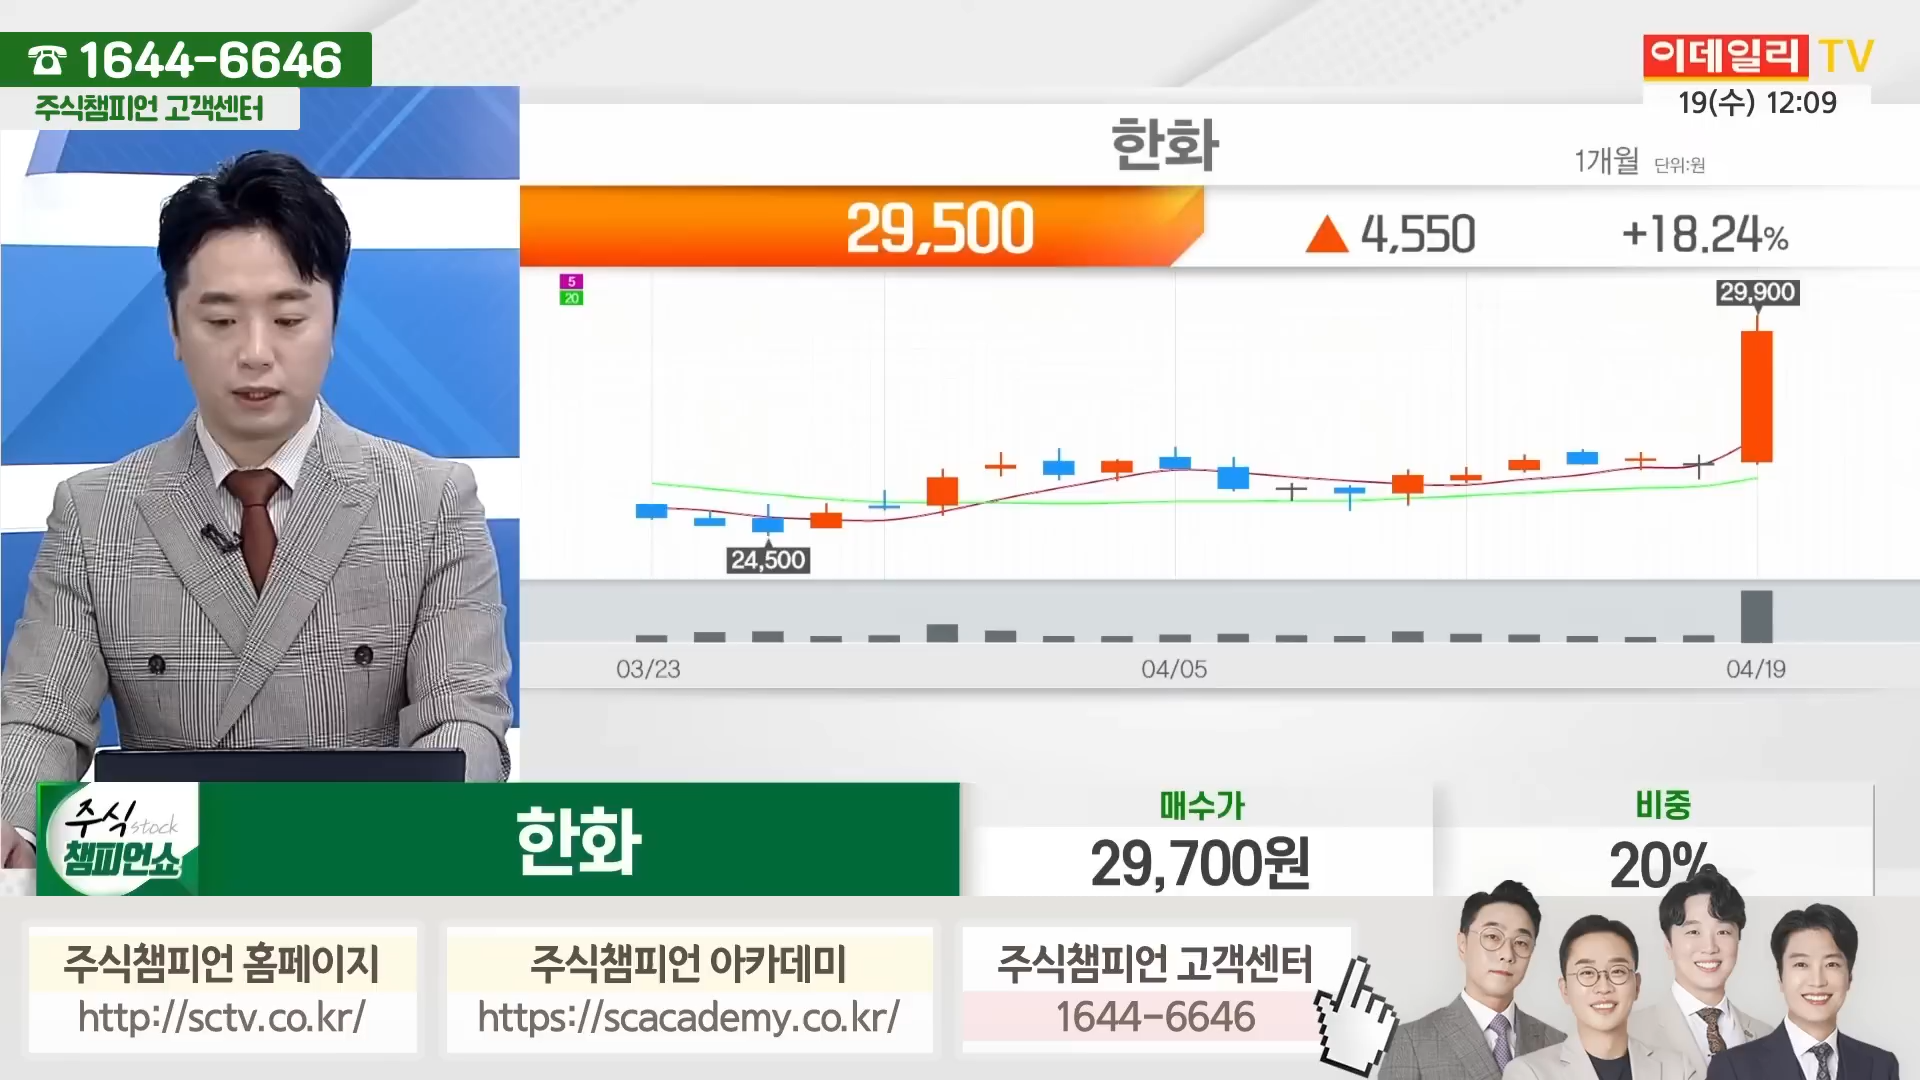 ☎ 1644-6646
주식챔피언 고객센터
이데일리 TV
19(수) 12:09
한화
1개월 단위:원
29,500 ▲ 4,550 +18.24%
5
20
29,900
24,500
03/23 04/05 04/19
주식 stock
챔피언쇼
한화
매수가
29,700원
비중
20%
주식챔피언 홈페이지
http://sctv.co.kr/
주식챔피언 아카데미
https://scacademy.co.kr/
주식챔피언 고객센터
1644-6646